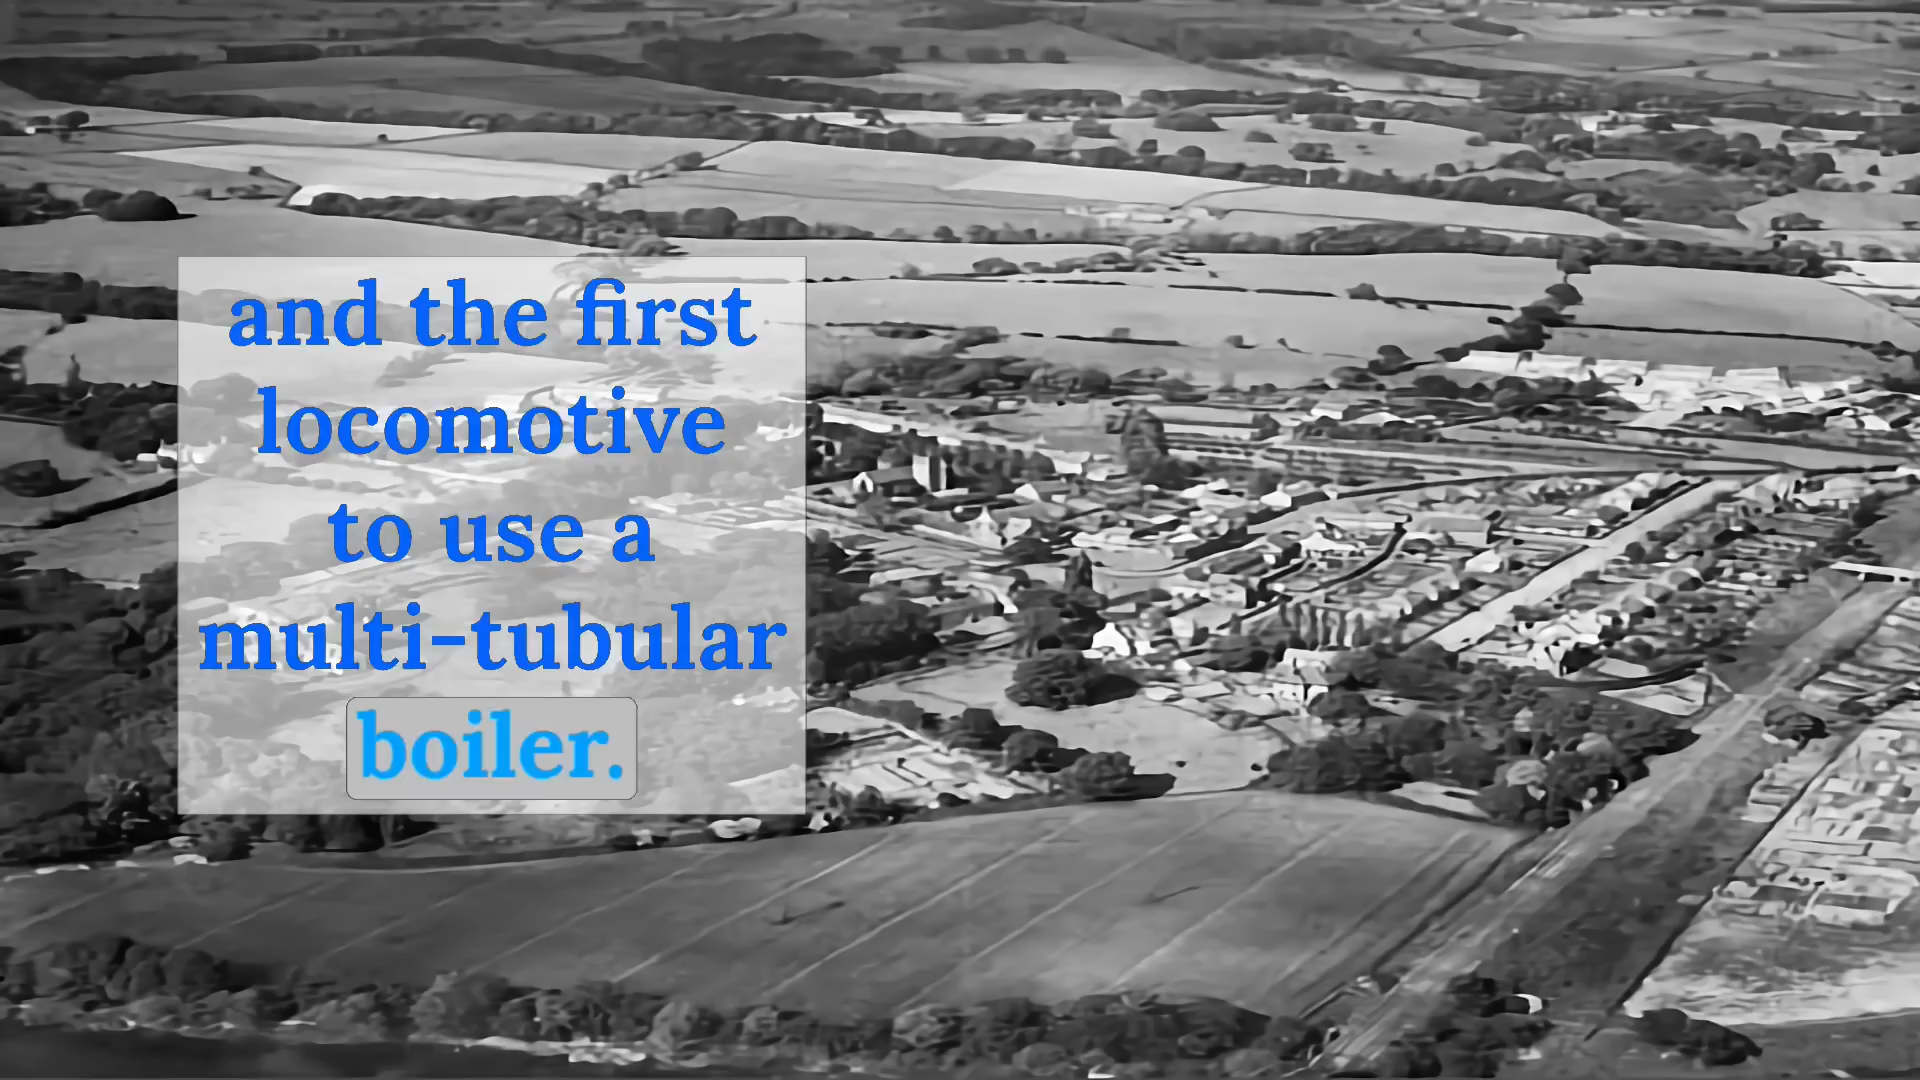 and the first
locomotive
to use a
multi-tubular
boiler.